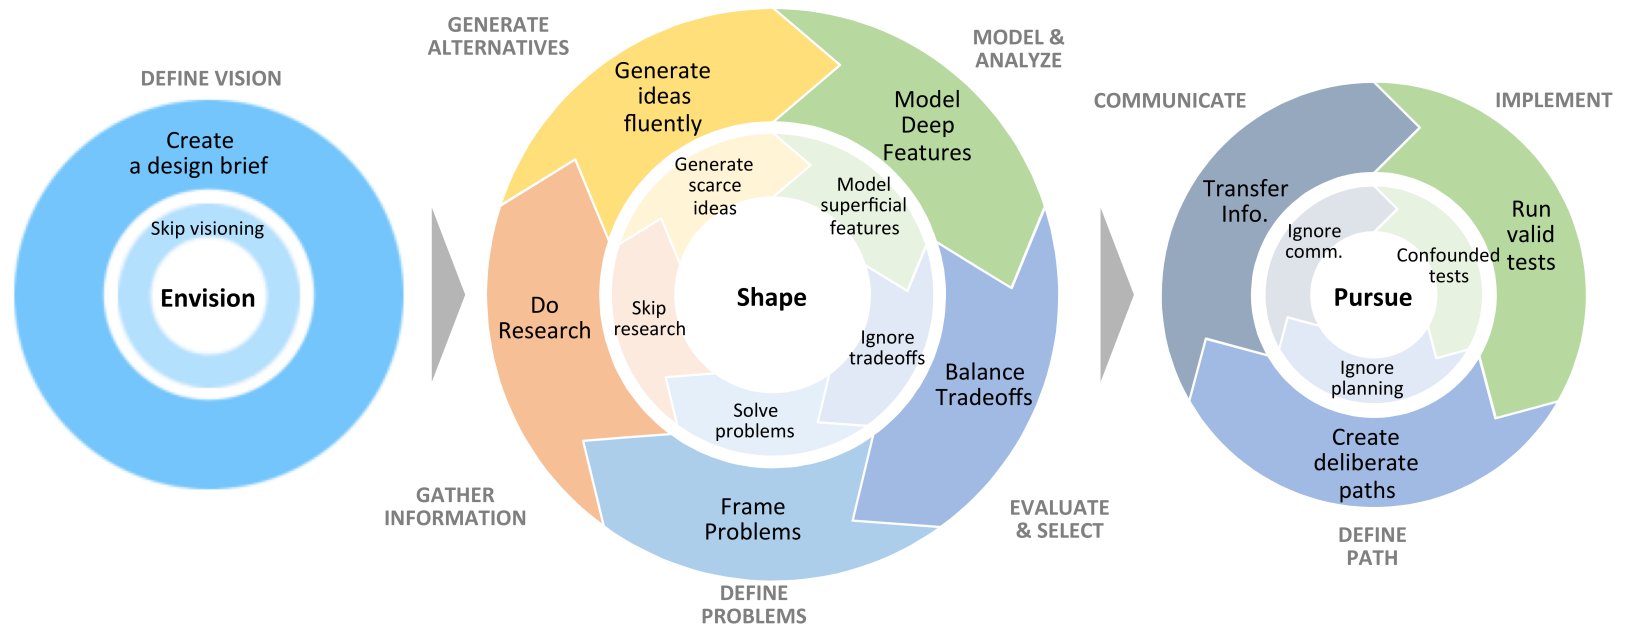 DEFINE VISION
Create
a design brief
Skip visioning
Envision
GENERATE
ALTERNATIVES
Generate
ideas
fluently
Generate
scarce
ideas
MODEL &
ANALYZE
Model
Deep
Features
Model
superficial
features
Do
Research
Skip
research
Shape
Ignore
tradeoffs
Balance
Tradeoffs
Solve
problems
Frame
Problems
GATHER
INFORMATION
EVALUATE
& SELECT
DEFINE
PROBLEMS
COMMUNICATE
Transfer
Info.
Ignore
comm.
IMPLEMENT
Run
valid
tests
Confounded
tests
Pursue
Ignore
planning
Create
deliberate
paths
DEFINE
PATH